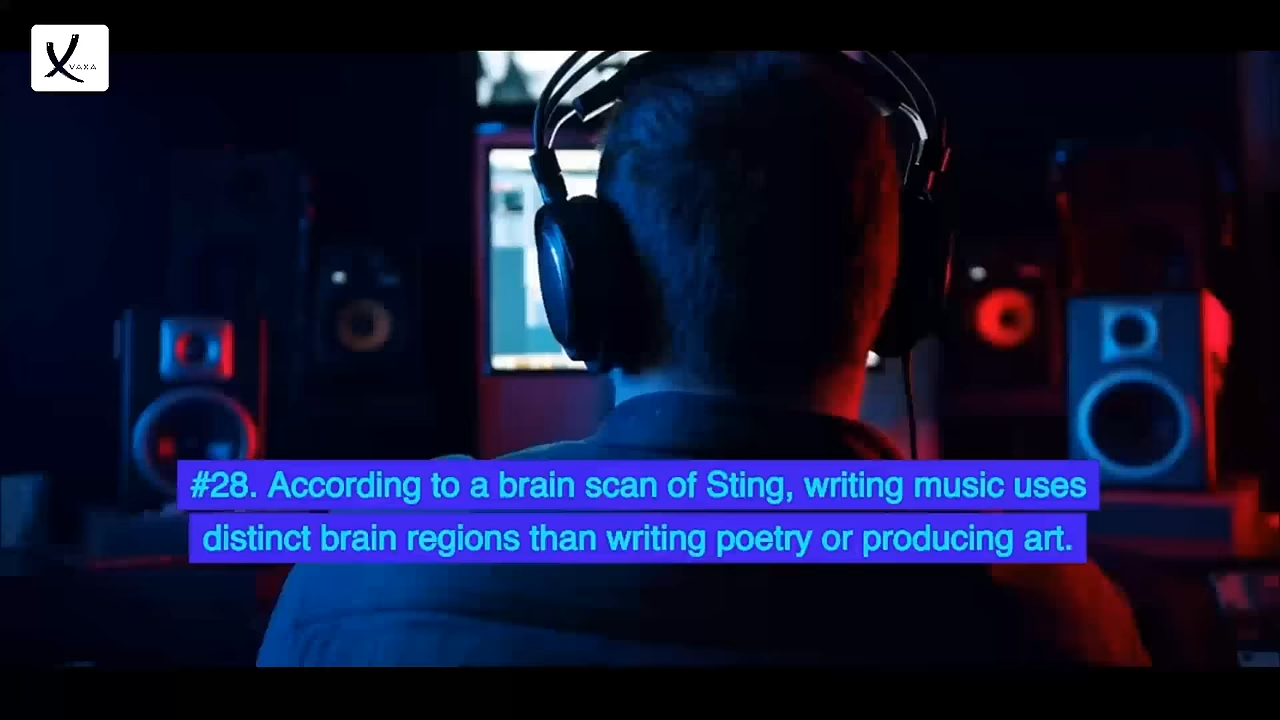 VAXA
#28. According to a brain scan of Sting, writing music uses
distinct brain regions than writing poetry or producing art.